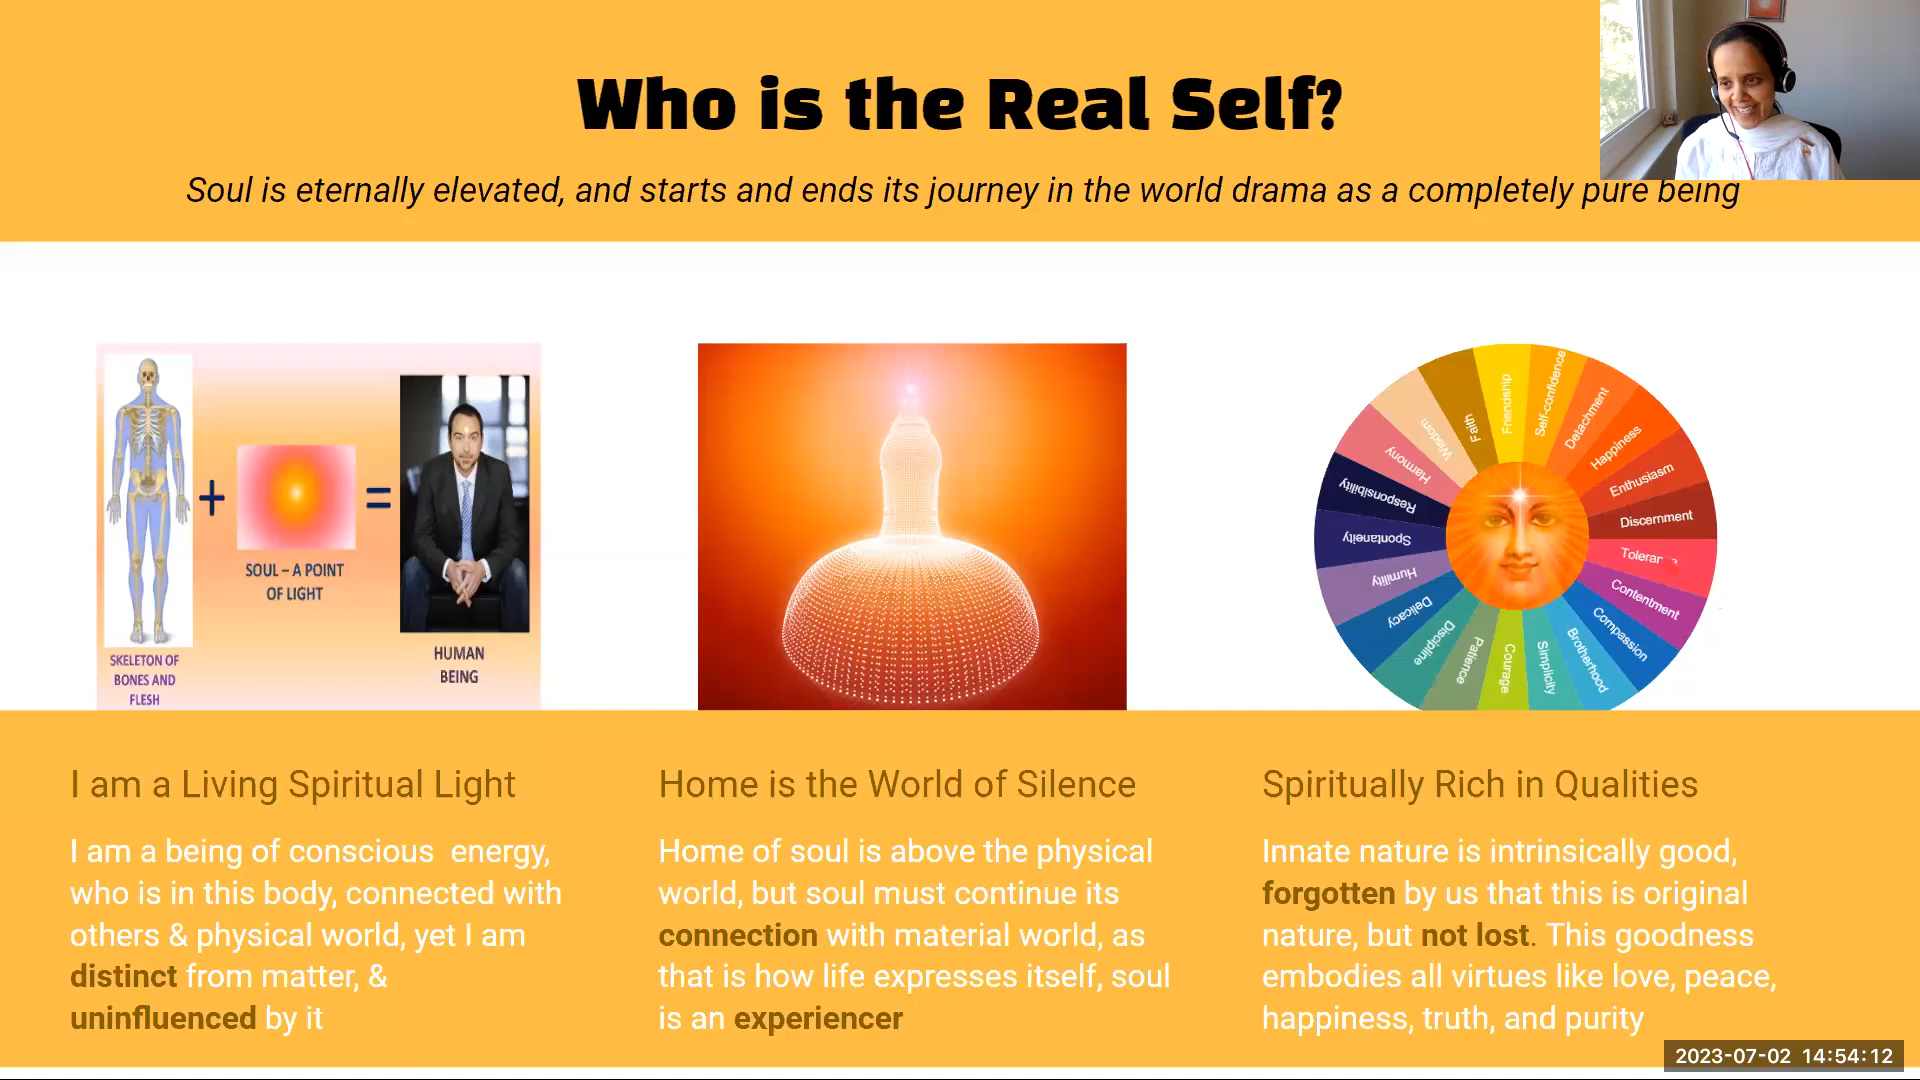 Who is the Real Self?
Soul is eternally elevated, and starts and ends its journey in the world drama as a completely pure being
+
=
SOUL – A POINT
OF LIGHT
SKELETON OF
BONES AND
FLESH
HUMAN
BEING
Friendship
Self-confidence
Detachment
Happiness
Enthusiasm
Discernment
Contentment
Compassion
Brotherhood
Simplicity
Courage
Patience
Discipline
Delicacy
Humility
Spontaneity
Responsibility
Harmony
Wisdom
Faith
I am a Living Spiritual Light
I am a being of conscious energy,
who is in this body, connected with
others & physical world, yet I am
distinct from matter, &
uninfluenced by it
Home is the World of Silence
Home of soul is above the physical
world, but soul must continue its
connection with material world, as
that is how life expresses itself, soul
is an experiencer
Spiritually Rich in Qualities
Innate nature is intrinsically good,
forgotten by us that this is original
nature, but not lost. This goodness
embodies all virtues like love, peace,
happiness, truth, and purity
2023-07-02 14:54:12